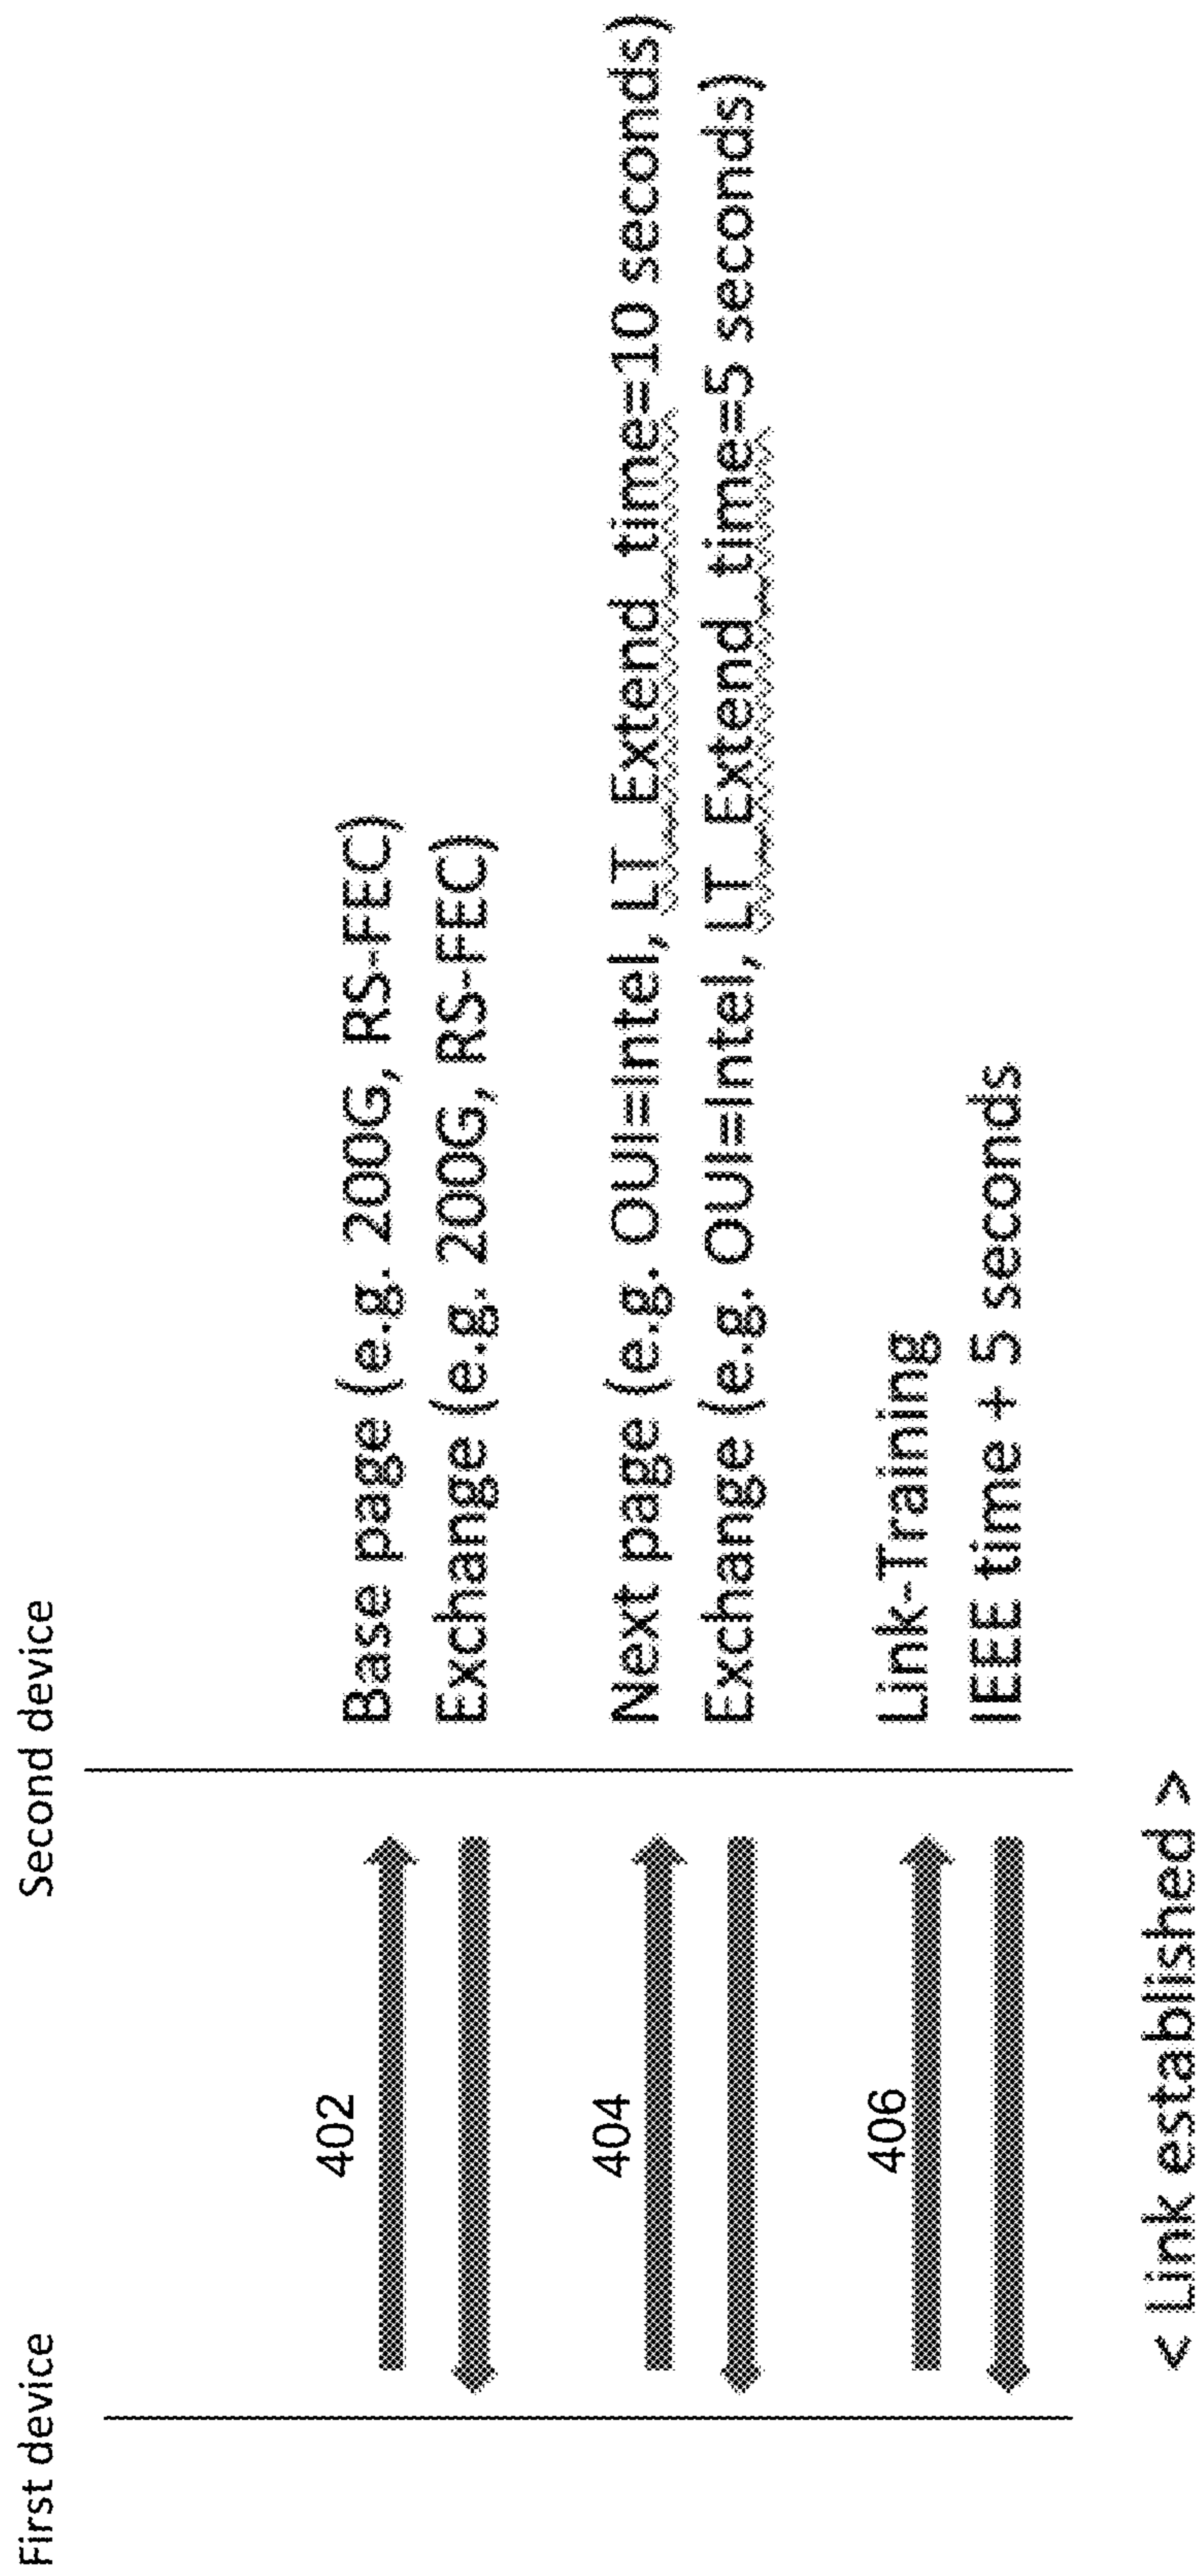 First device
Second device
402
Base page (e.g. 200G, RS-FEC)
Exchange (e.g. 200G, RS-FEC)
404
Next page (e.g. OUI=Intel, LT_Extend_time=10 seconds)
Exchange (e.g. OUI=Intel, LT_Extend_time=5 seconds)
406
Link-Training
IEEE time + 5 seconds
< Link established >